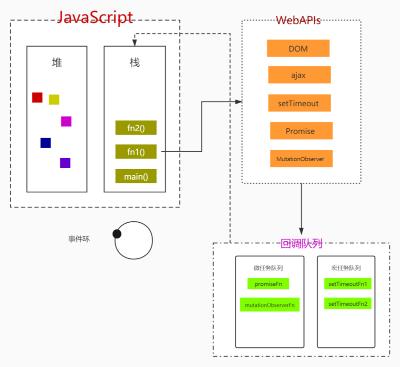 JavaScript
堆
栈
fn2()
fn1()
main()
WebAPIs
DOM
ajax
setTimeout
Promise
MutationObserver
事件环
回调队列
微任务队列
promiseFn
mutationObserverFn
宏任务队列
setTimeoutFn1
setTimeoutFn2